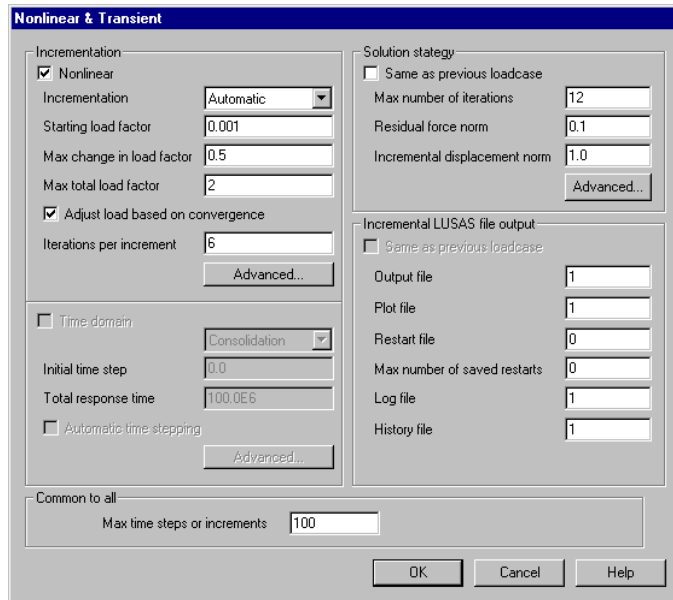 Nonlinear & Transient
Incrementation
Nonlinear
Incrementation Automatic
Starting load factor 0.001
Max change in load factor 0.5
Max total load factor 2
Adjust load based on convergence
Iterations per increment 6
Advanced...
Time domain
Consolidation
Initial time step 0.0
Total response time 100.0E6
Automatic time stepping
Advanced...
Solution stategy
Same as previous loadcase
Max number of iterations 12
Residual force norm 0.1
Incremental displacement norm 1.0
Advanced...
Incremental LUSAS file output
Same as previous loadcase
Output file 1
Plot file 1
Restart file 0
Max number of saved restarts 0
Log file 1
History file 1
Common to all
Max time steps or increments 100
OK Cancel Help